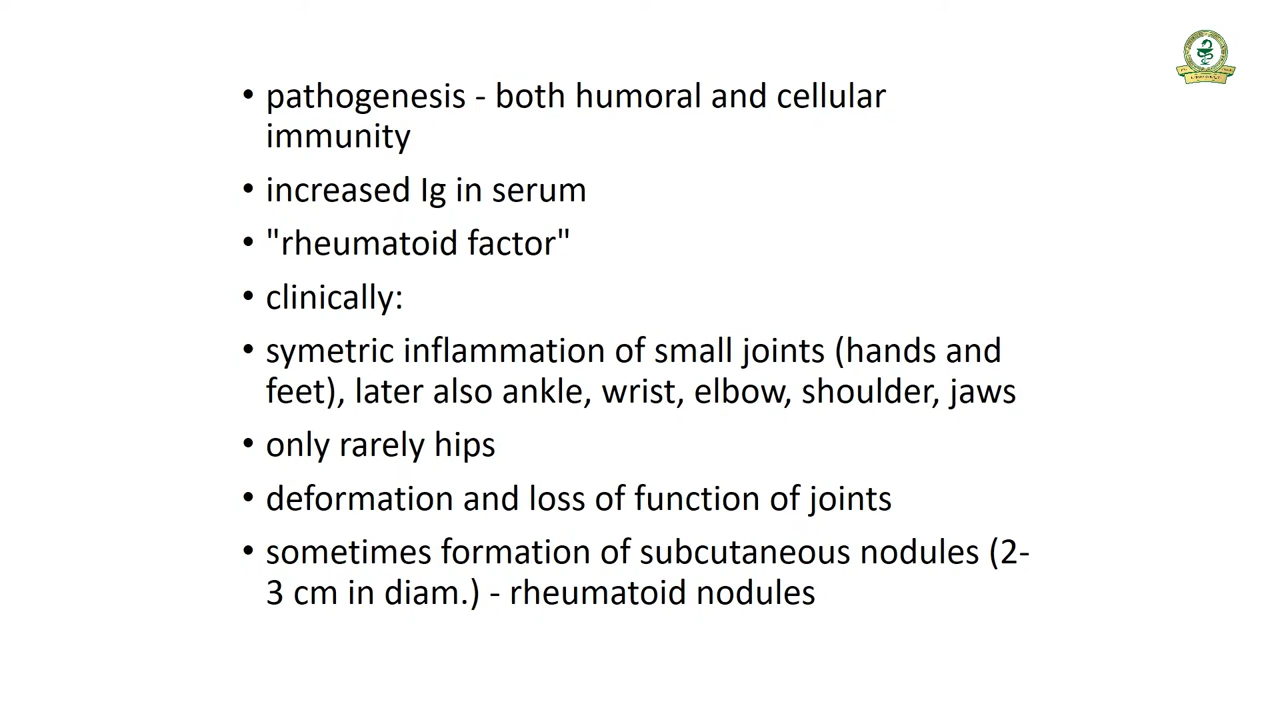 • pathogenesis - both humoral and cellular
immunity
• increased Ig in serum
• "rheumatoid factor"
• clinically:
• symetric inflammation of small joints (hands and
feet), later also ankle, wrist, elbow, shoulder, jaws
• only rarely hips
• deformation and loss of function of joints
• sometimes formation of subcutaneous nodules (2-
3 cm in diam.) - rheumatoid nodules